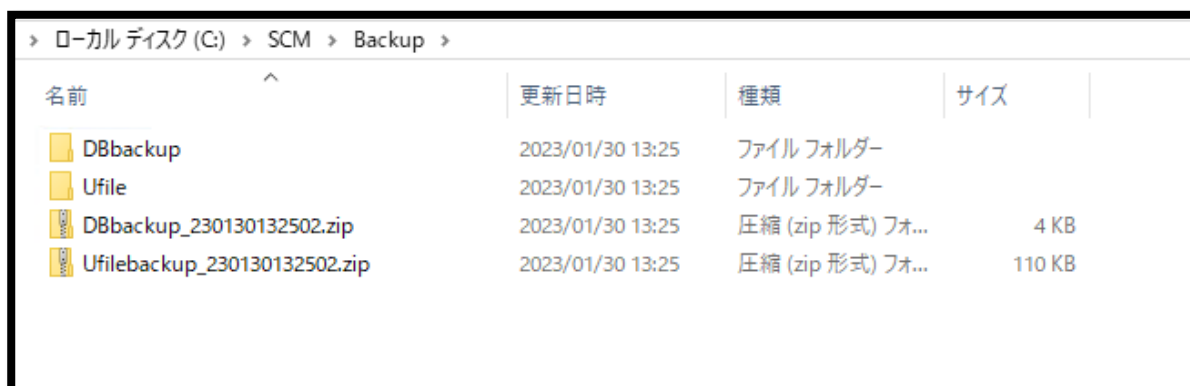 > ローカル ディスク (C:) > SCM > Backup >
名前 更新日時 種類 サイズ
DBbackup 2023/01/30 13:25 ファイル フォルダー
Ufile 2023/01/30 13:25 ファイル フォルダー
DBbackup_230130132502.zip 2023/01/30 13:25 圧縮 (zip 形式) フォ... 4 KB
Ufilebackup_230130132502.zip 2023/01/30 13:25 圧縮 (zip 形式) フォ... 110 KB